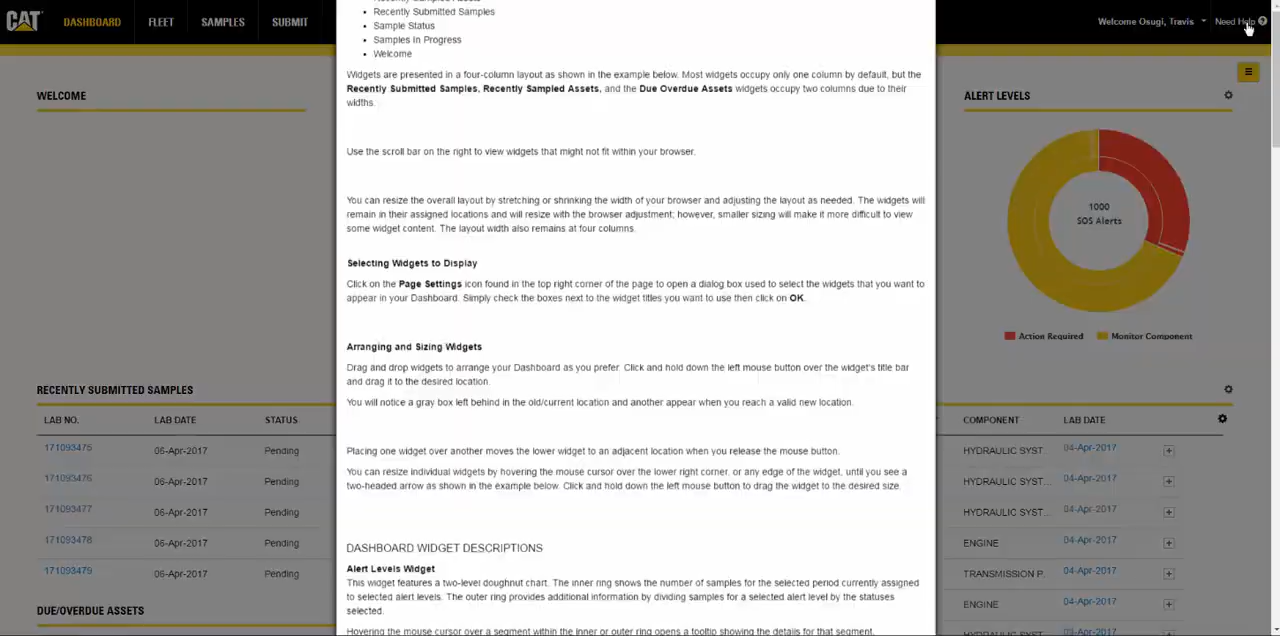 CAT DASHBOARD FLEET SAMPLES SUBMIT
Welcome Osugi, Travis Need Help
WELCOME
RECENTLY SUBMITTED SAMPLES
LAB NO. LAB DATE STATUS
171093475 06-Apr-2017 Pending
171093476 06-Apr-2017 Pending
171093477 06-Apr-2017 Pending
171093478 06-Apr-2017 Pending
171093479 06-Apr-2017 Pending
DUE/OVERDUE ASSETS
• Recently Submitted Samples
• Sample Status
• Samples In Progress
• Welcome
Widgets are presented in a four-column layout as shown in the example below. Most widgets occupy only one column by default, but the
Recently Submitted Samples, Recently Sampled Assets, and the Due Overdue Assets widgets occupy two columns due to their
widths.
Use the scroll bar on the right to view widgets that might not fit within your browser.
You can resize the overall layout by stretching or shrinking the width of your browser and adjusting the layout as needed. The widgets will
remain in their assigned locations and will resize with the browser adjustment; however, smaller sizing will make it more difficult to view
some widget content. The layout width also remains at four columns.
Selecting Widgets to Display
Click on the Page Settings icon found in the top right corner of the page to open a dialog box used to select the widgets that you want to
appear in your Dashboard. Simply check the boxes next to the widget titles you want to use then click on OK.
Arranging and Sizing Widgets
Drag and drop widgets to arrange your Dashboard as you prefer. Click and hold down the left mouse button over the widget's title bar
and drag it to the desired location.
You will notice a gray box left behind in the old/current location and another appear when you reach a valid new location.
Placing one widget over another moves the lower widget to an adjacent location when you release the mouse button.
You can resize individual widgets by hovering the mouse cursor over the lower right corner, or any edge of the widget, until you see a
two-headed arrow as shown in the example below. Click and hold down the left mouse button to drag the widget to the desired size.
DASHBOARD WIDGET DESCRIPTIONS
Alert Levels Widget
This widget features a two-level doughnut chart. The inner ring shows the number of samples for the selected period currently assigned
to selected alert levels. The outer ring provides additional information by dividing samples for a selected alert level by the statuses
selected.
Hovering the mouse cursor over a segment within the inner or outer ring opens a tooltip showing the details for that segment.
ALERT LEVELS
1000
SOS Alerts
Action Required Monitor Component
COMPONENT LAB DATE
HYDRAULIC SYST... 04-Apr-2017
HYDRAULIC SYST... 04-Apr-2017
HYDRAULIC SYST... 04-Apr-2017
ENGINE 04-Apr-2017
TRANSMISSION P. 04-Apr-2017
ENGINE 04-Apr-2017